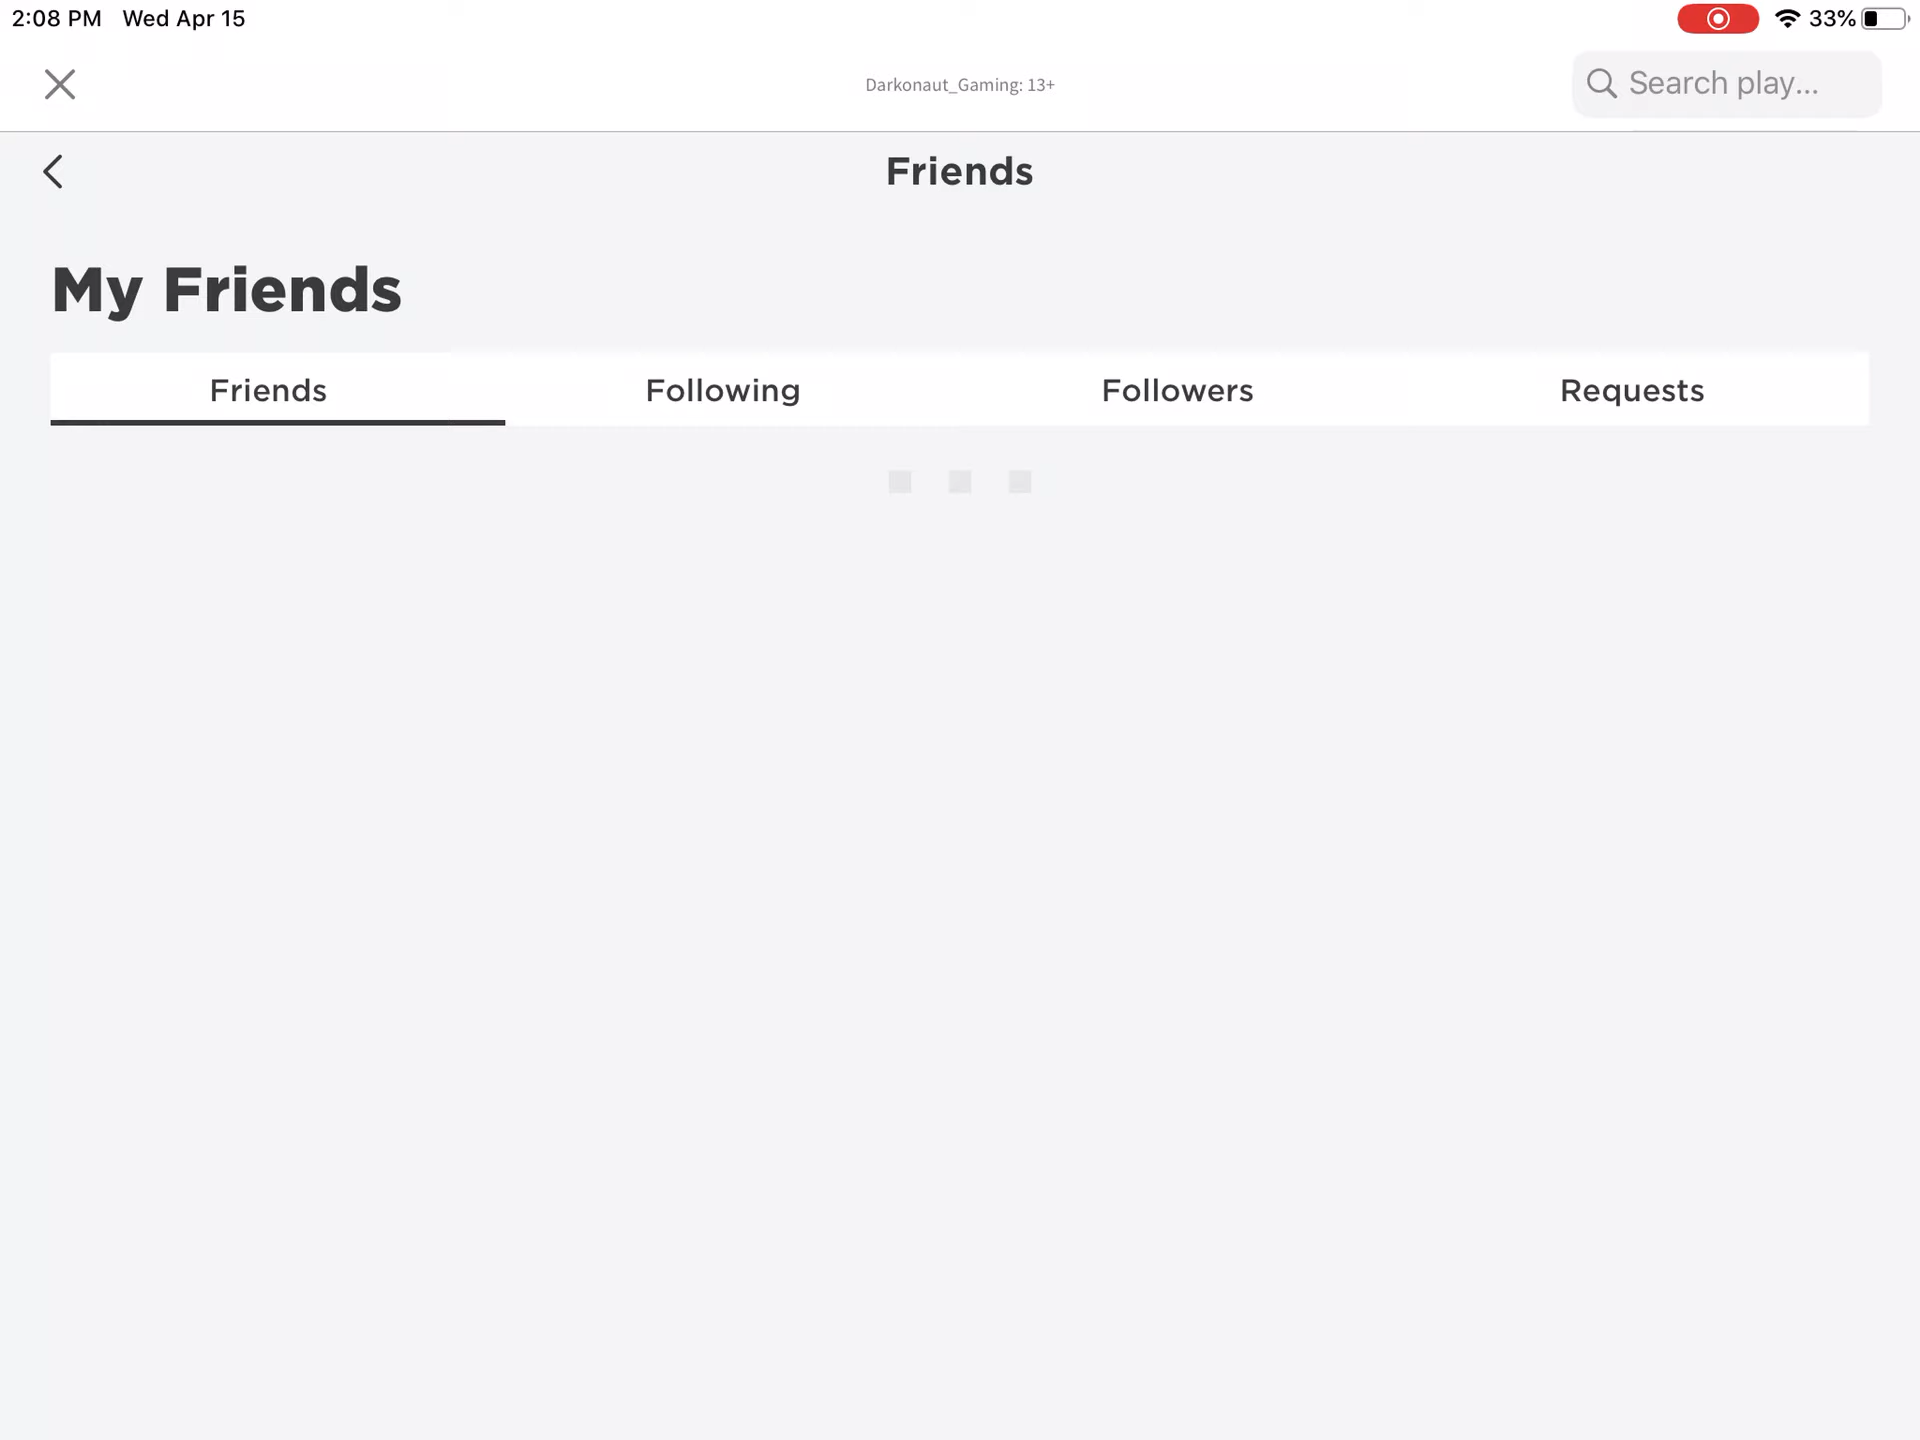 2:08 PM Wed Apr 15 33%
Darkonaut_Gaming: 13+ Search play...
Friends
My Friends
Friends Following Followers Requests